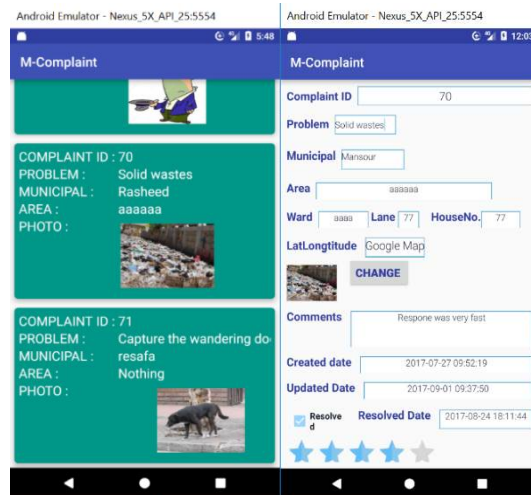 Android Emulator - Nexus_5X_API_25:5554
5:48
M-Complaint
COMPLAINT ID : 70
PROBLEM : Solid wastes
MUNICIPAL : Rasheed
AREA : aaaaaa
PHOTO :
COMPLAINT ID : 71
PROBLEM : Capture the wandering do
MUNICIPAL : resafa
AREA : Nothing
PHOTO :
Android Emulator - Nexus_5X_API_25:5554
12:03
M-Complaint
Complaint ID 70
Problem Solid wastes
Municipal Mansour
Area aaaaaa
Ward aaaa Lane 77 HouseNo. 77
LatLongtitude Google Map
CHANGE
Comments Respone was very fast
Created date 2017-07-27 09:52:19
Updated Date 2017-09-01 09:37:50
Resolve
d
Resolved Date 2017-08-24 18:11:44